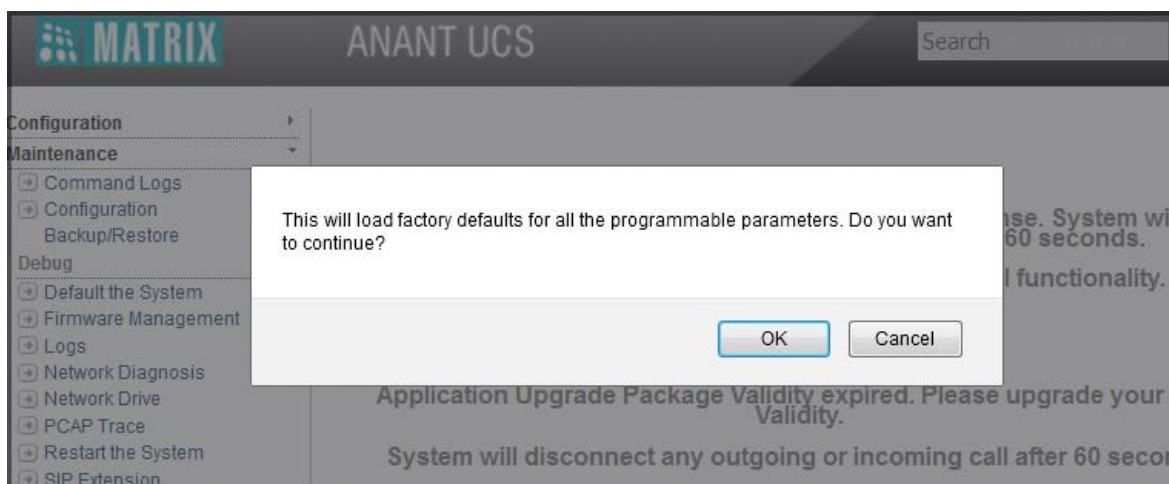 MATRIX
ANANT UCS
Search
Configuration
Maintenance
Command Logs
Configuration
Backup/Restore
Debug
Default the System
Firmware Management
Logs
Network Diagnosis
Network Drive
PCAP Trace
Restart the System
SIP Extension
This will load factory defaults for all the programmable parameters. Do you want
to continue?
OK
Cancel
System
60 seconds.
functionality.
Application Upgrade Package Validity expired. Please upgrade your
Validity.
System will disconnect any outgoing or incoming call after 60